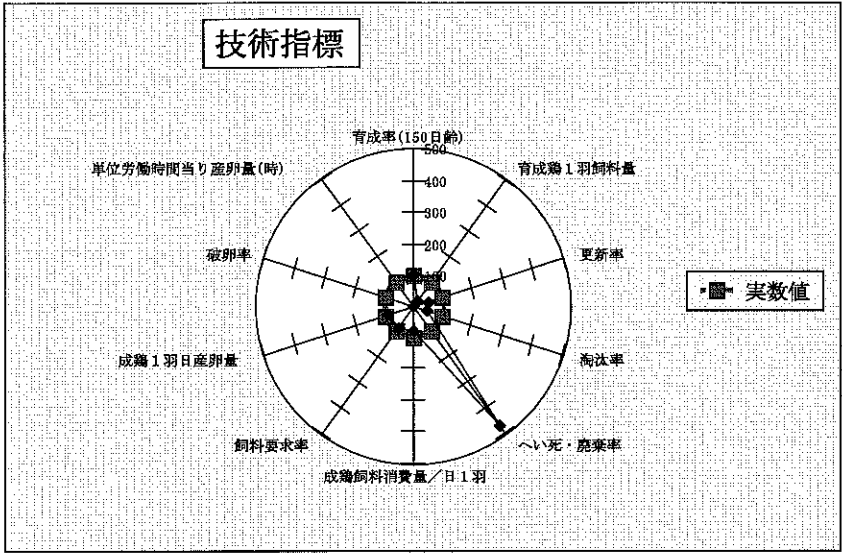 技術指標
育成率(150日齢)
500
単位労働時間当り産卵量(時)
育成鶏1羽飼料量
400
300
破卵率
200
更新率
100
実数値
成鶏1羽日産卵量
淘汰率
飼料要求率
へい死・廃棄率
成鶏飼料消費量／日1羽